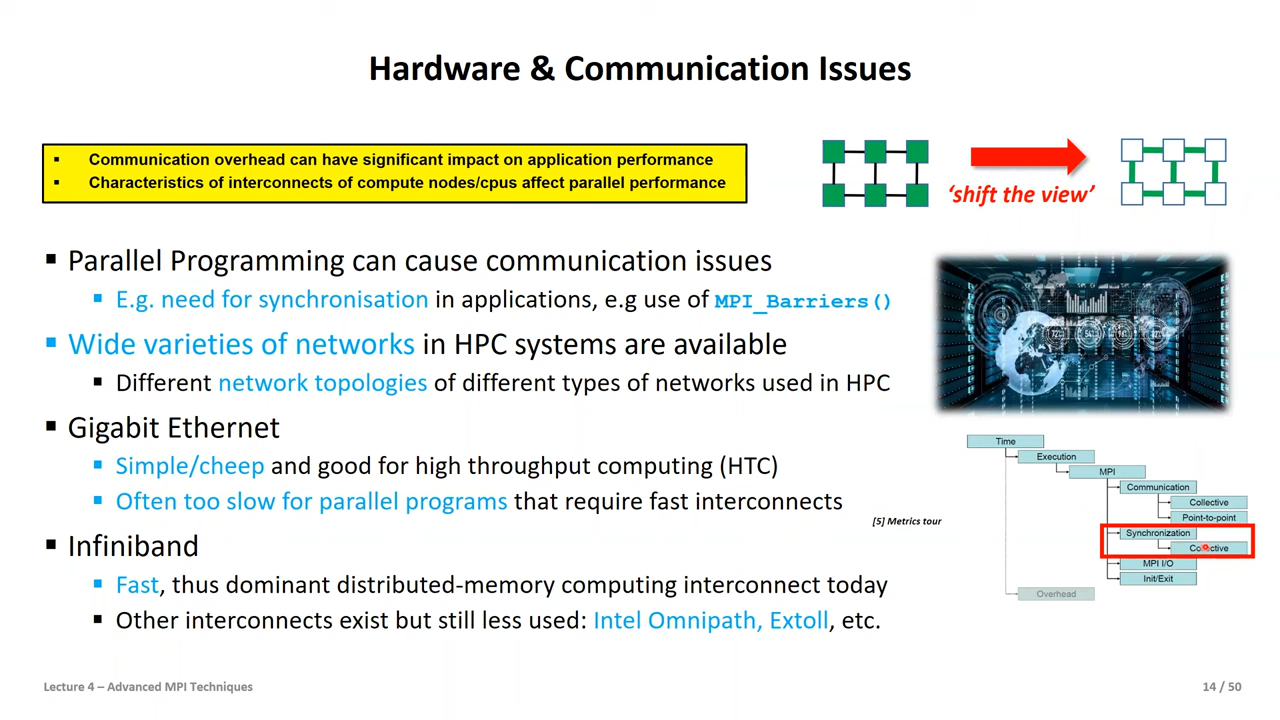 Hardware & Communication Issues
▪ Communication overhead can have significant impact on application performance
▪ Characteristics of interconnects of compute nodes/cpus affect parallel performance
‘shift the view’
▪ Parallel Programming can cause communication issues
▪ E.g. need for synchronisation in applications, e.g use of MPI_Barriers()
▪ Wide varieties of networks in HPC systems are available
▪ Different network topologies of different types of networks used in HPC
▪ Gigabit Ethernet
▪ Simple/cheep and good for high throughput computing (HTC)
▪ Often too slow for parallel programs that require fast interconnects
▪ Infiniband
▪ Fast, thus dominant distributed-memory computing interconnect today
▪ Other interconnects exist but still less used: Intel Omnipath, Extoll, etc.
[5] Metrics tour
Time
Execution
MPI
Communication
Collective
Point-to-point
Synchronization
Collective
MPI I/O
Init/Exit
Overhead
Lecture 4 – Advanced MPI Techniques
14 / 50